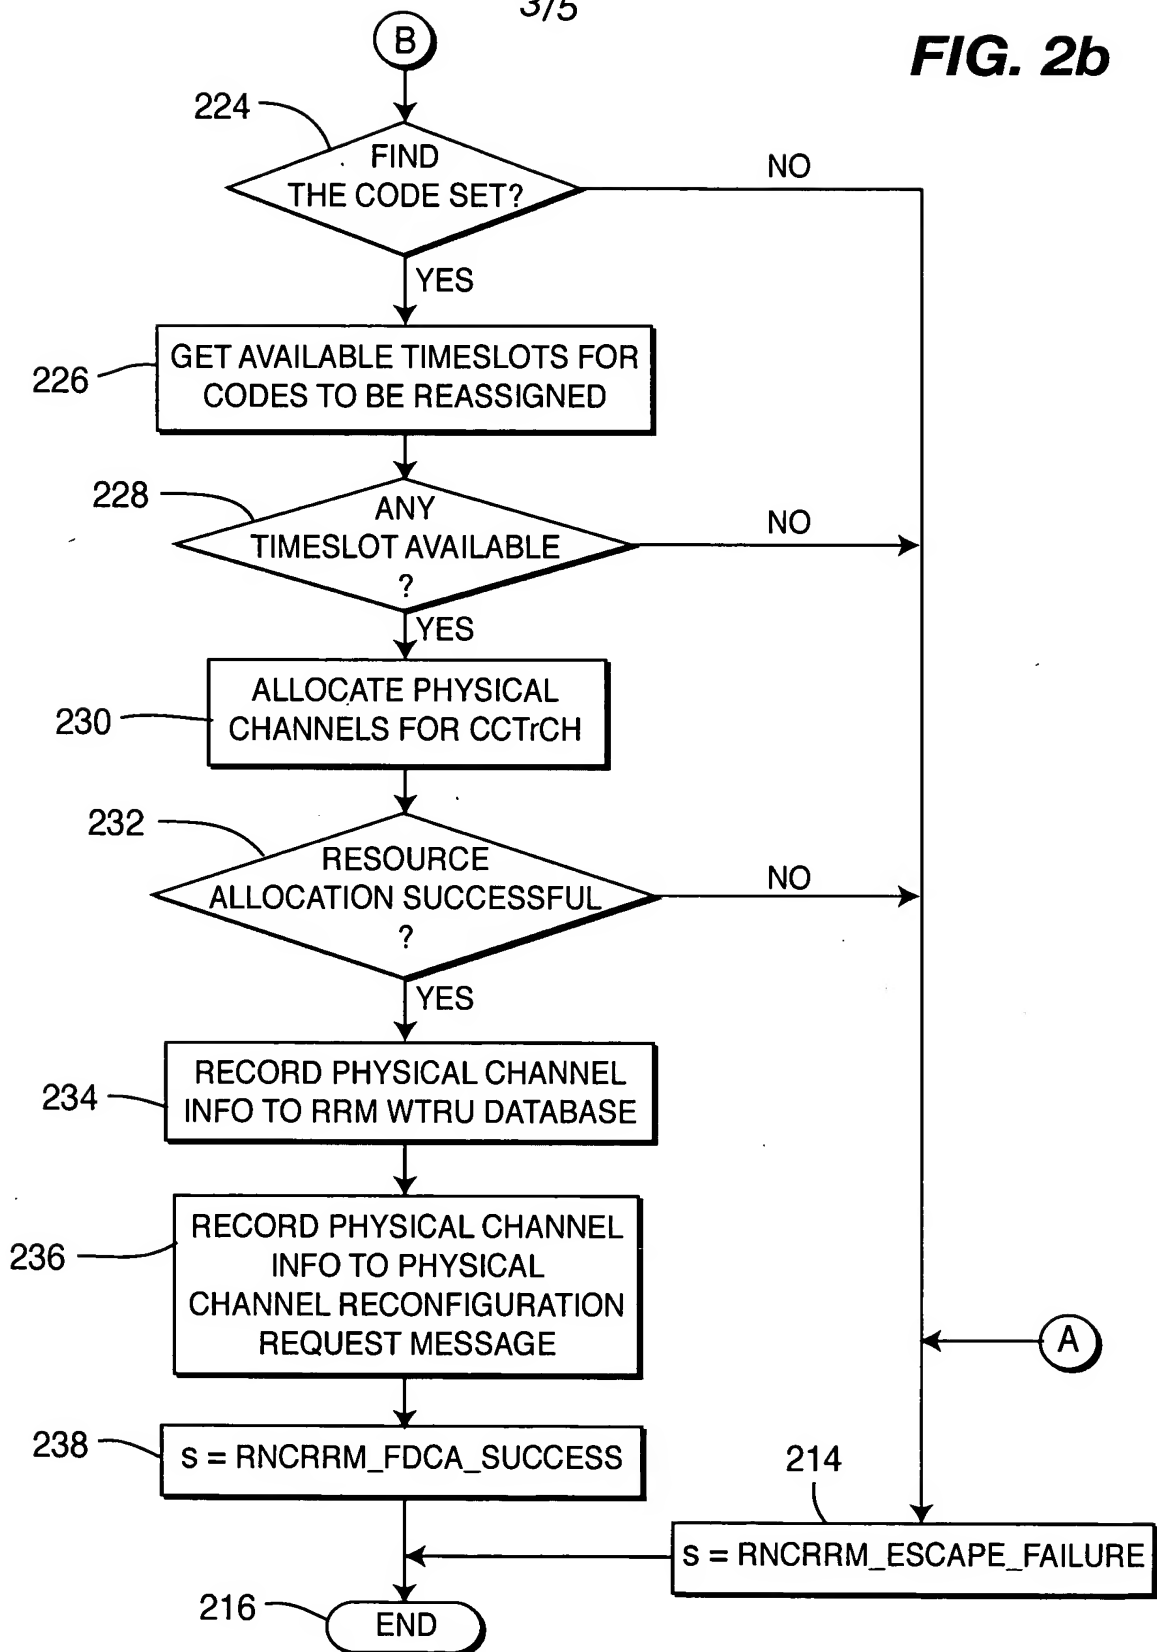 3/5
B
FIG. 2b
224
FIND
THE CODE SET?
NO
YES
226
GET AVAILABLE TIMESLOTS FOR
CODES TO BE REASSIGNED
228
ANY
TIMESLOT AVAILABLE
?
NO
YES
230
ALLOCATE PHYSICAL
CHANNELS FOR CCTrCH
232
RESOURCE
ALLOCATION SUCCESSFUL
?
NO
YES
234
RECORD PHYSICAL CHANNEL
INFO TO RRM WTRU DATABASE
236
RECORD PHYSICAL CHANNEL
INFO TO PHYSICAL
CHANNEL RECONFIGURATION
REQUEST MESSAGE
A
238
s = RNCRRM_FDCA_SUCCESS
214
s = RNCRRM_ESCAPE_FAILURE
216
END